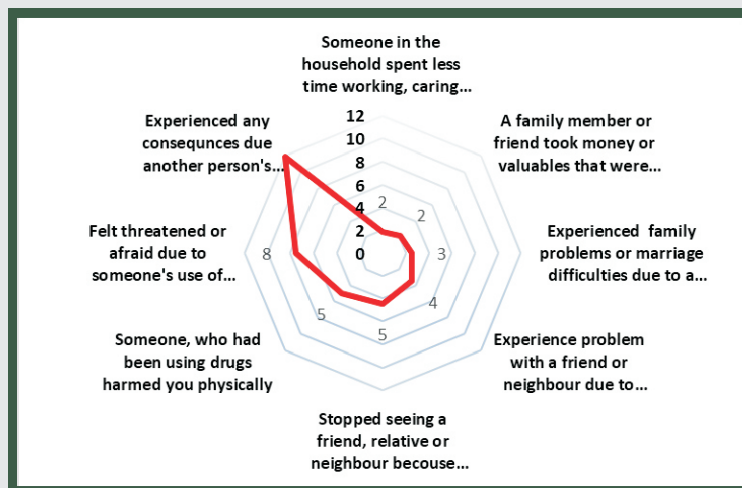 Someone in the
household spent less
time working, caring...
A family member or
friend took money or
valuables that were...
Experienced family
problems or marriage
difficulties due to a...
Experience problem
with a friend or
neighbour due to...
Stopped seeing a
friend, relative or
neighbour becouse...
Someone, who had
been using drugs
harmed you physically
Felt threatened or
afraid due to
someone's use of...
Experienced any
consequnces due
another person's...
12
10
8
6
4
2
0
2
2
3
4
5
5
8